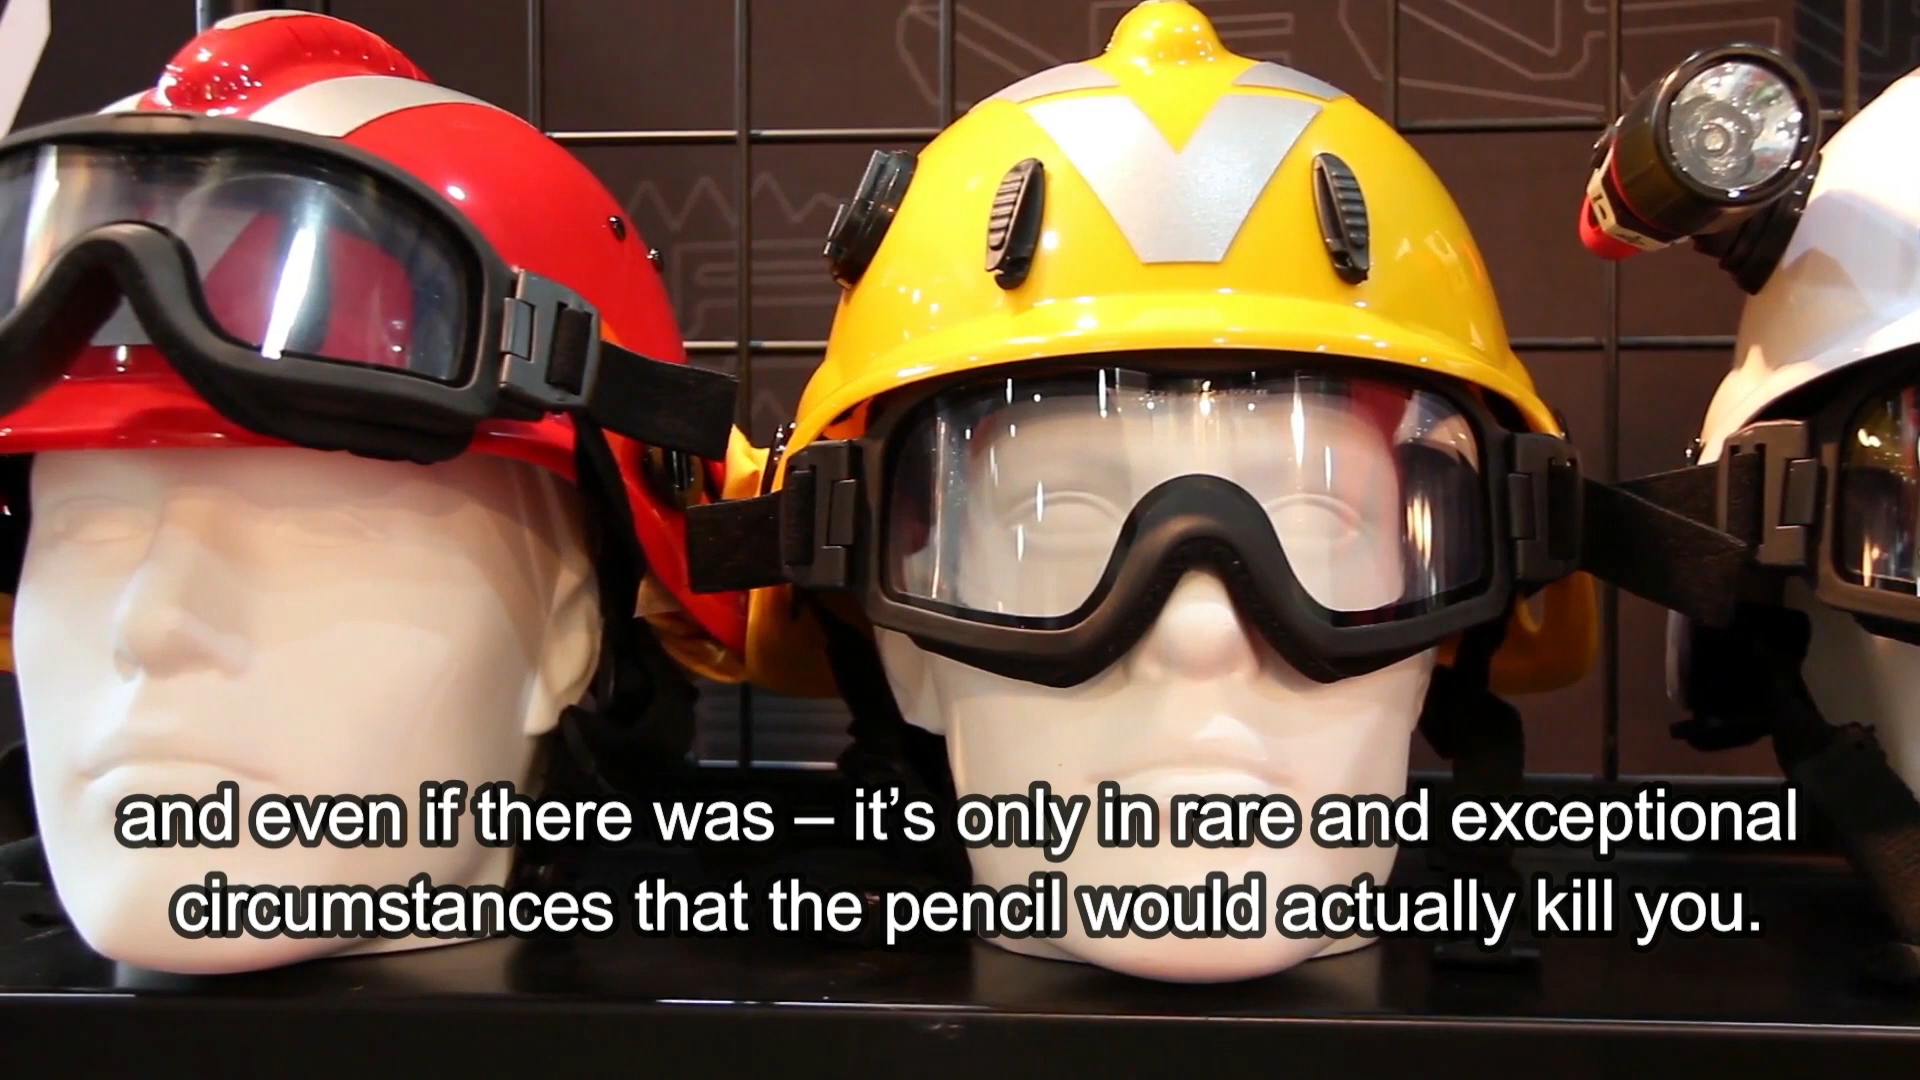 and even if there was – it’s only in rare and exceptional
circumstances that the pencil would actually kill you.